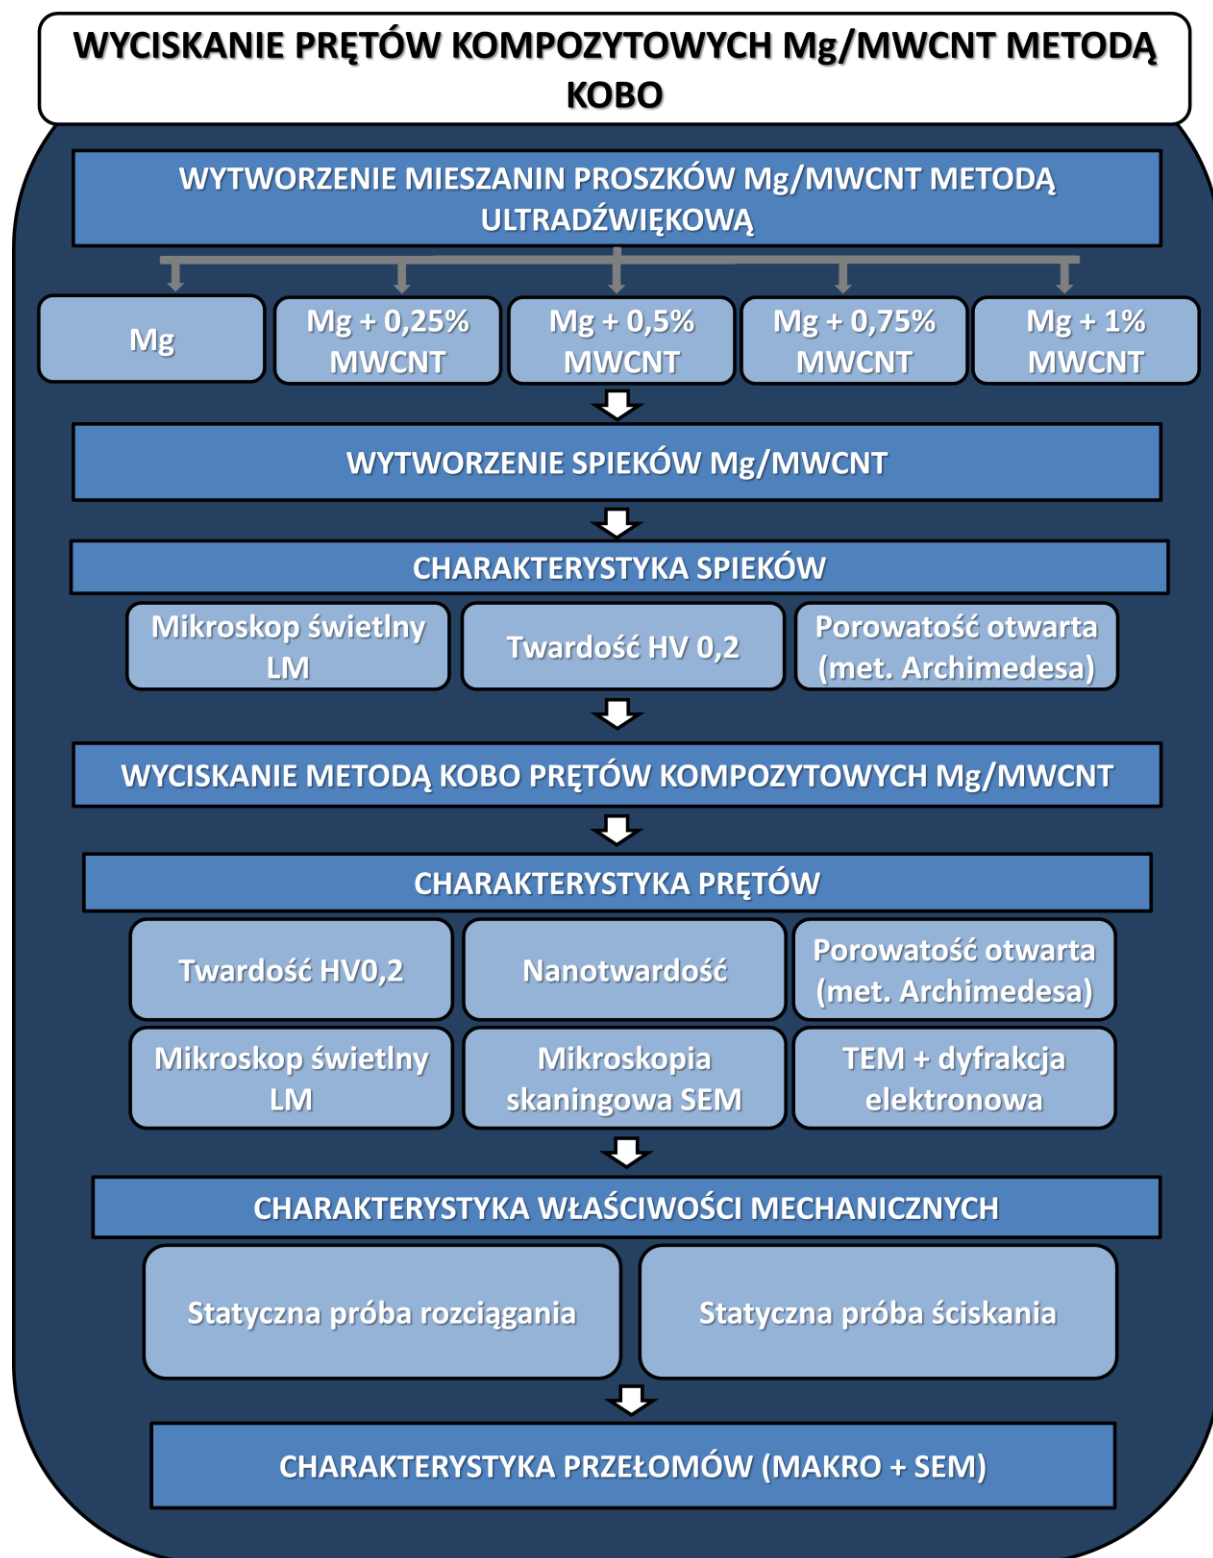 WYCISKANIE PRĘTÓW KOMPOZYTOWYCH Mg/MWCNT METODĄ
KOBO
WYTWORZENIE MIESZANIN PROSZKÓW Mg/MWCNT METODĄ
ULTRADŹWIĘKOWĄ
Mg
Mg + 0,25%
MWCNT
Mg + 0,5%
MWCNT
Mg + 0,75%
MWCNT
Mg + 1%
MWCNT
WYTWORZENIE SPIEKÓW Mg/MWCNT
CHARAKTERYSTYKA SPIEKÓW
Mikroskop świetlny
LM
Twardość HV 0,2
Porowatość otwarta
(met. Archimedesa)
WYCISKANIE METODĄ KOBO PRĘTÓW KOMPOZYTOWYCH Mg/MWCNT
CHARAKTERYSTYKA PRĘTÓW
Twardość HV0,2
Nanotwardość
Porowatość otwarta
(met. Archimedesa)
Mikroskop świetlny
LM
Mikroskopia
skaningowa SEM
TEM + dyfrakcja
elektronowa
CHARAKTERYSTYKA WŁAŚCIWOŚCI MECHANICZNYCH
Statyczna próba rozciągania
Statyczna próba ściskania
CHARAKTERYSTYKA PRZEŁOMÓW (MAKRO + SEM)